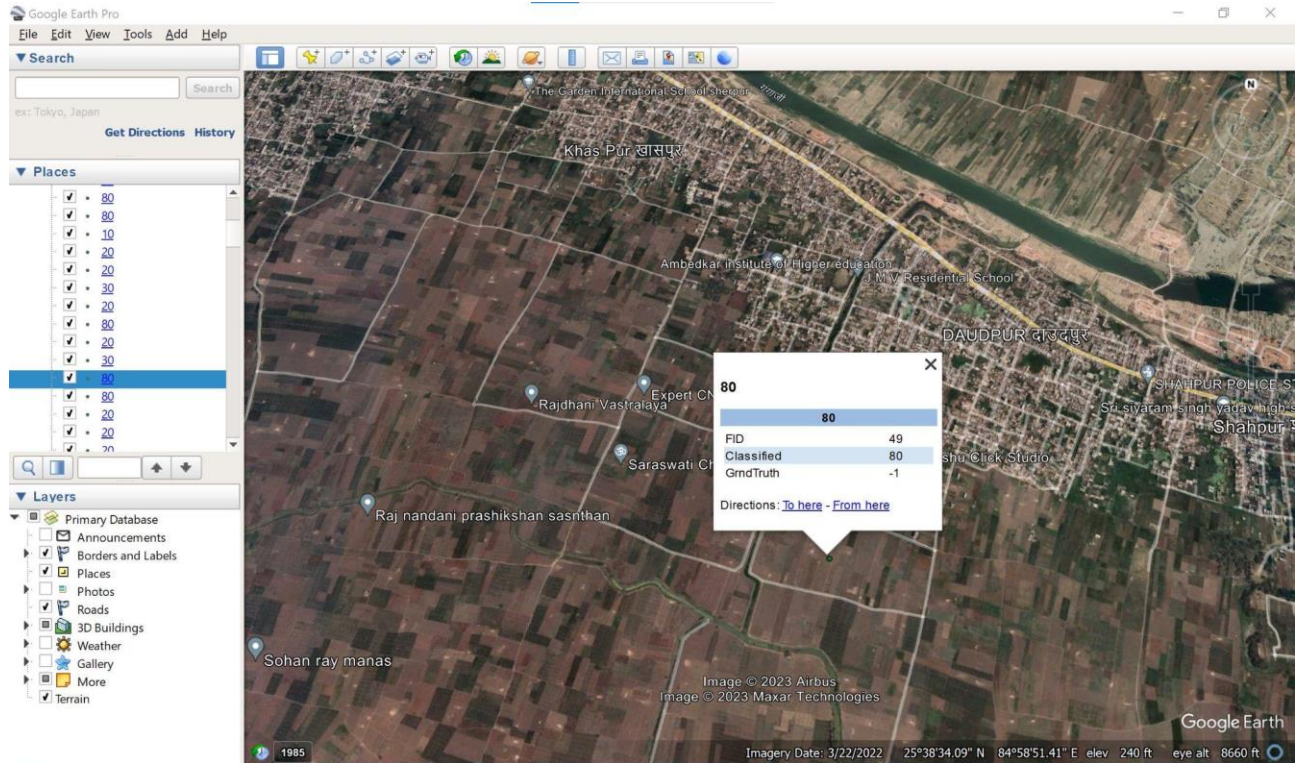 Google Earth Pro
File Edit View Tools Add Help
Search
Search
ex: Tokyo, Japan
Get Directions History
Places
80
80
10
20
20
30
20
80
20
30
80
80
20
20
20
Layers
Primary Database
Announcements
Borders and Labels
Places
Photos
Roads
3D Buildings
Weather
Gallery
More
Terrain
The Garden International School sherpur
N
Khas Pur खासपुर
Ambedkar institute of Higher education
J M V Residential School
DAUDPUR दाउदपुर
SHAHPUR POLICE ST
Sri siyaram singh yadav high s
Shahpur
Expert CN
Rajdhani Vastralaya
Saraswati Ch
shu Click Studio
Raj nandani prashikshan sasnthan
80
80
FID 49
Classified 80
GrndTruth -1
Directions: To here - From here
Sohan ray manas
Image © 2023 Airbus
Image © 2023 Maxar Technologies
Google Earth
1985
Imagery Date: 3/22/2022 25°38'34.09" N 84°58'51.41" E elev 240 ft eye alt 8660 ft